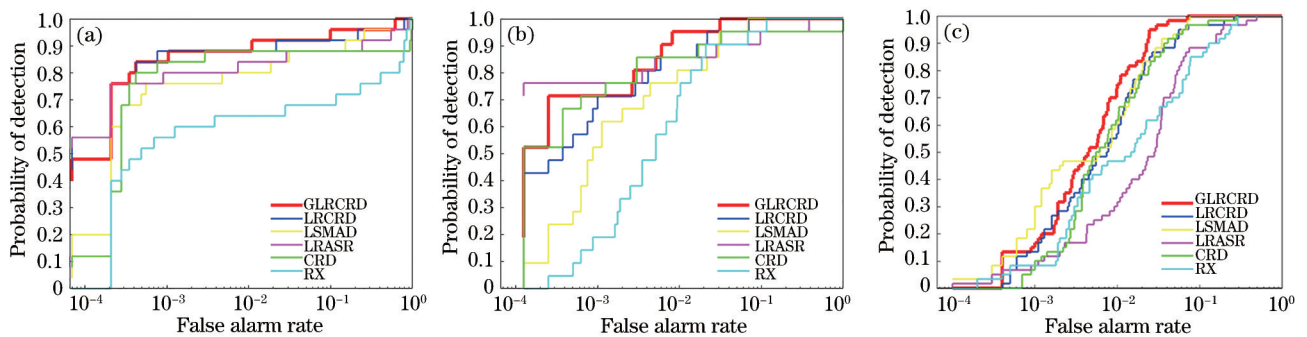 (a)
Probability of detection
1.0
0.9
0.8
0.7
0.6
0.5
0.4
0.3
0.2
0.1
0
GLRCRD
LRCRD
LSMAD
LRASR
CRD
RX
10⁻⁴ 10⁻³ 10⁻² 10⁻¹ 10⁰
False alarm rate
(b)
Probability of detection
1.0
0.9
0.8
0.7
0.6
0.5
0.4
0.3
0.2
0.1
0
GLRCRD
LRCRD
LSMAD
LRASR
CRD
RX
10⁻⁴ 10⁻³ 10⁻² 10⁻¹ 10⁰
False alarm rate
(c)
Probability of detection
1.0
0.9
0.8
0.7
0.6
0.5
0.4
0.3
0.2
0.1
0
GLRCRD
LRCRD
LSMAD
LRASR
CRD
RX
10⁻⁴ 10⁻³ 10⁻² 10⁻¹ 10⁰
False alarm rate